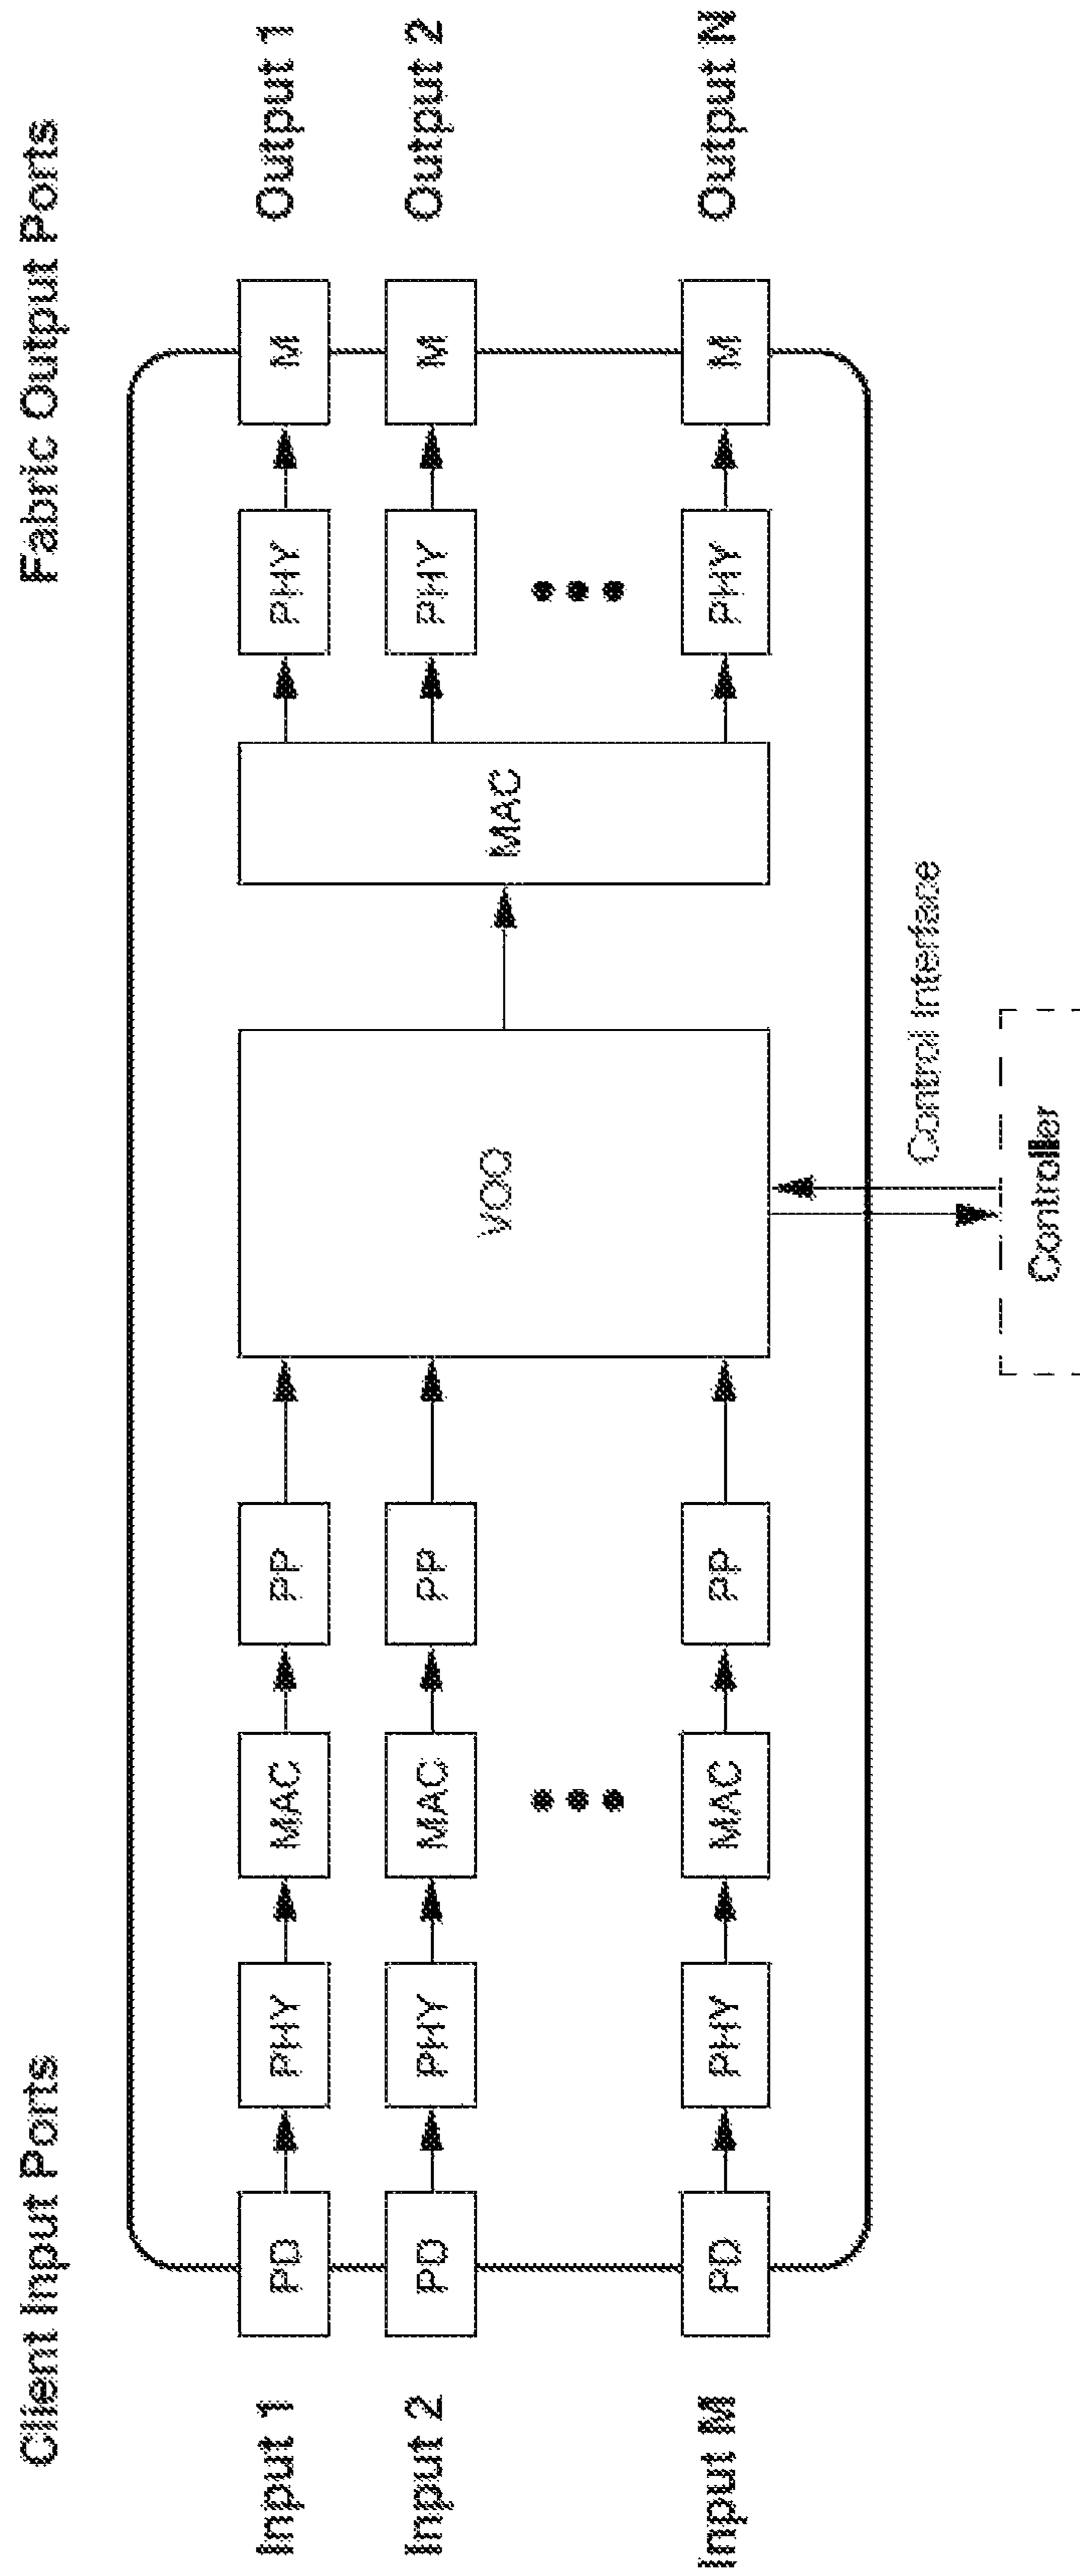 Client Input Ports
Fabric Output Ports
Input 1
PD
PHY
MAC
PP
PHY
M
Output 1
Input 2
PD
PHY
MAC
PP
VOQ
MAC
PHY
M
Output 2
Input M
PD
PHY
MAC
PP
PHY
M
Output N
Control Interface
Controller